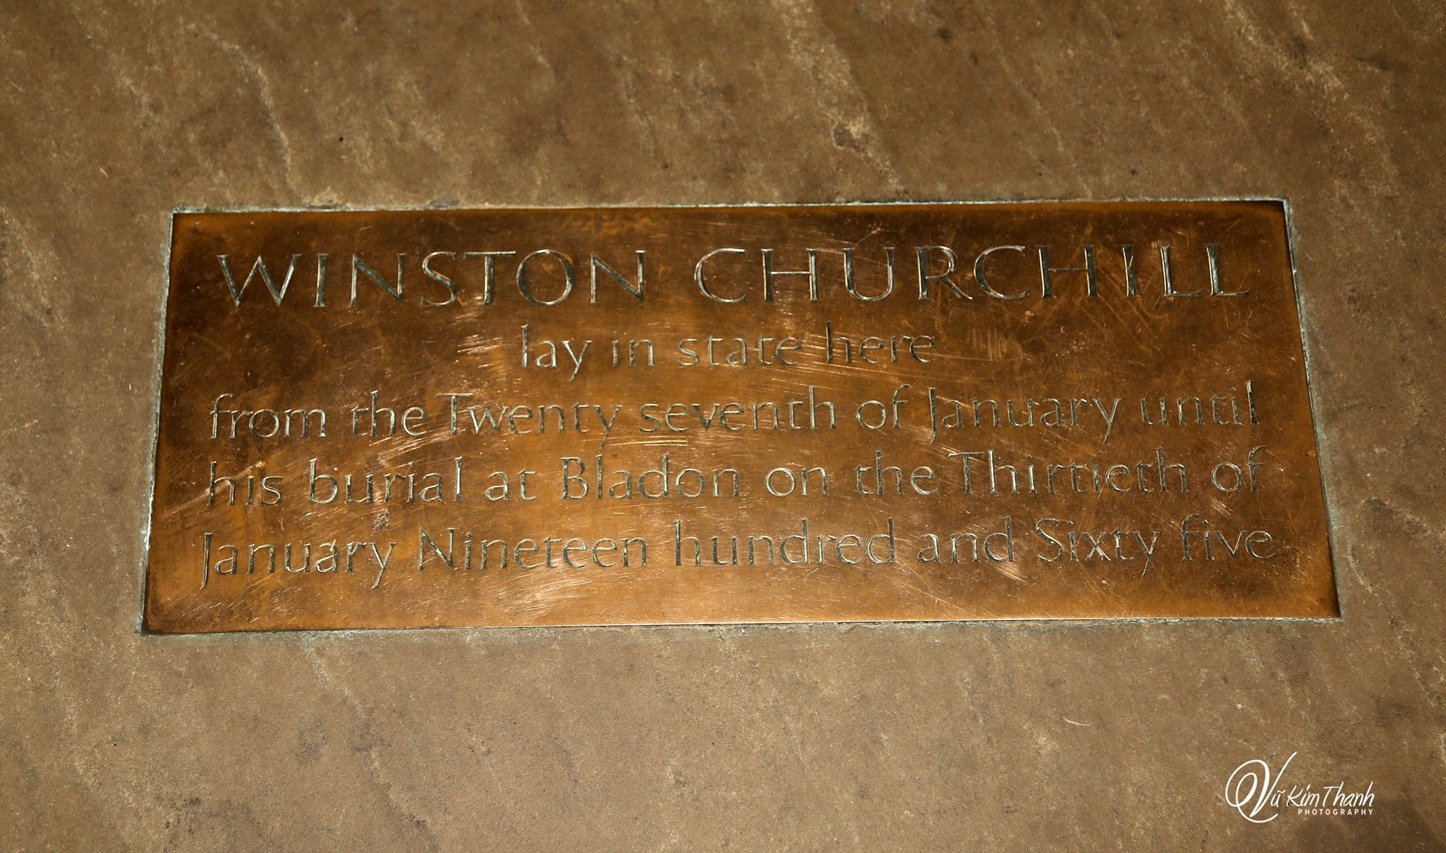 WINSTON CHURCHILL
lay in state here
from the Twenty seventh of January until
his burial at Bladon on the Thirtieth of
January Nineteen hundred and Sixty five
Vũ Kim Thanh
PHOTOGRAPHY